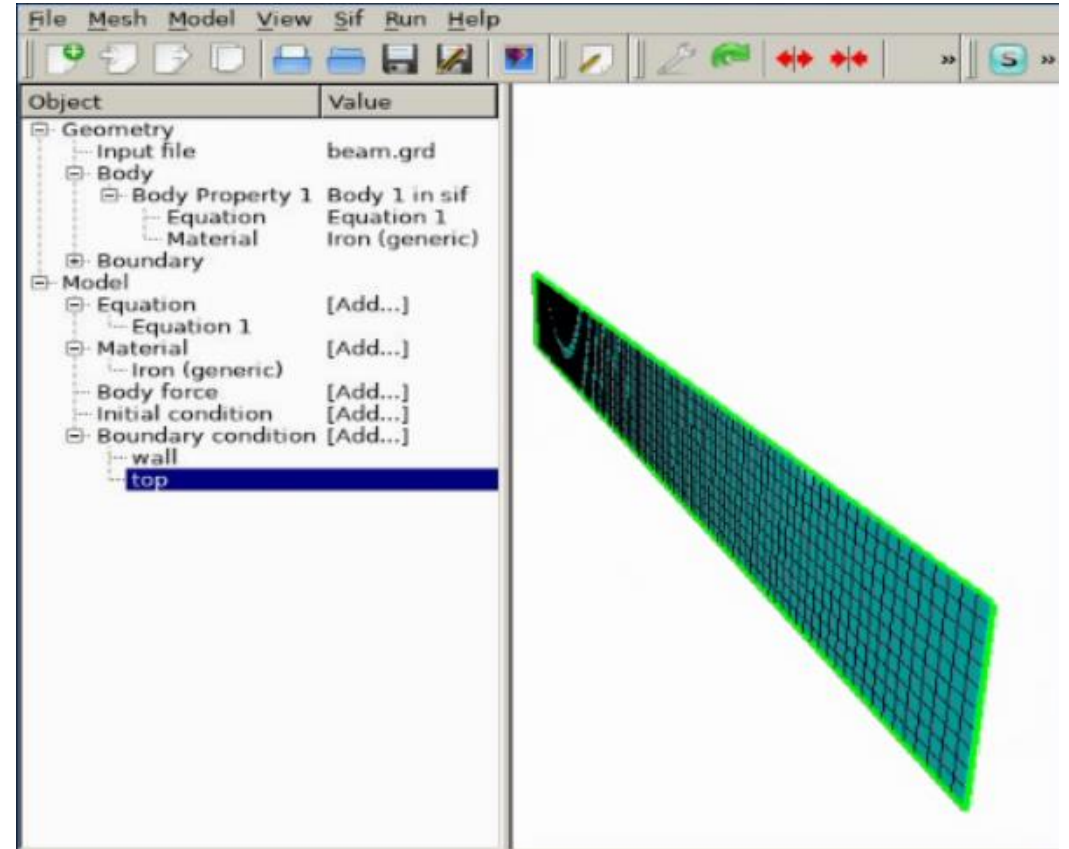 File Mesh Model View Sif Run Help
» S »
Object Value
Geometry
Input file beam.grd
Body
Body Property 1 Body 1 in sif
Equation Equation 1
Material Iron (generic)
Boundary
Model
Equation [Add...]
Equation 1
Material [Add...]
Iron (generic)
Body force [Add...]
Initial condition [Add...]
Boundary condition [Add...]
wall
top